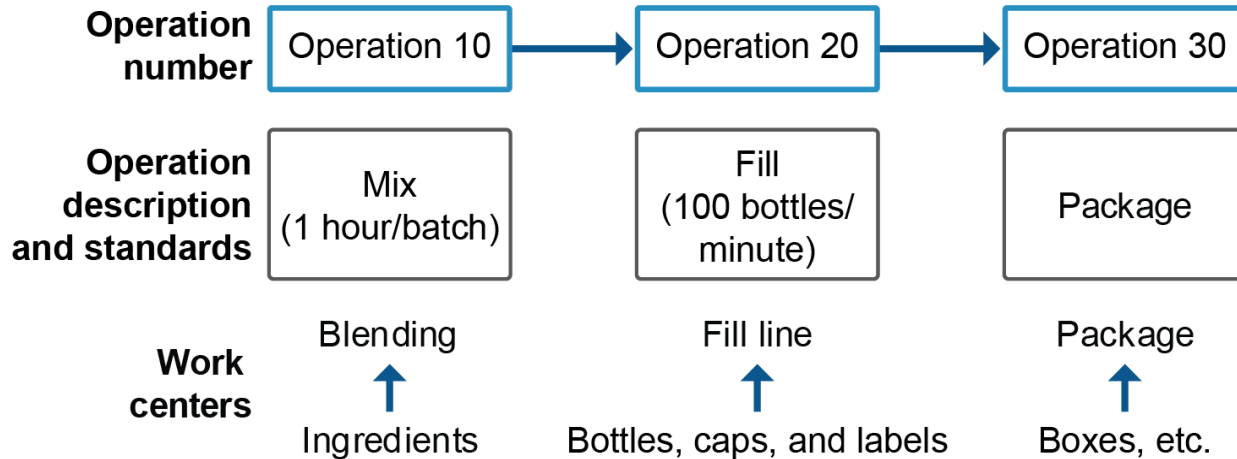 Operation
number
Operation 10
Operation 20
Operation 30
Operation
description
and standards
Mix
(1 hour/batch)
Fill
(100 bottles/
minute)
Package
Work
centers
Blending
Fill line
Package
Ingredients
Bottles, caps, and labels
Boxes, etc.